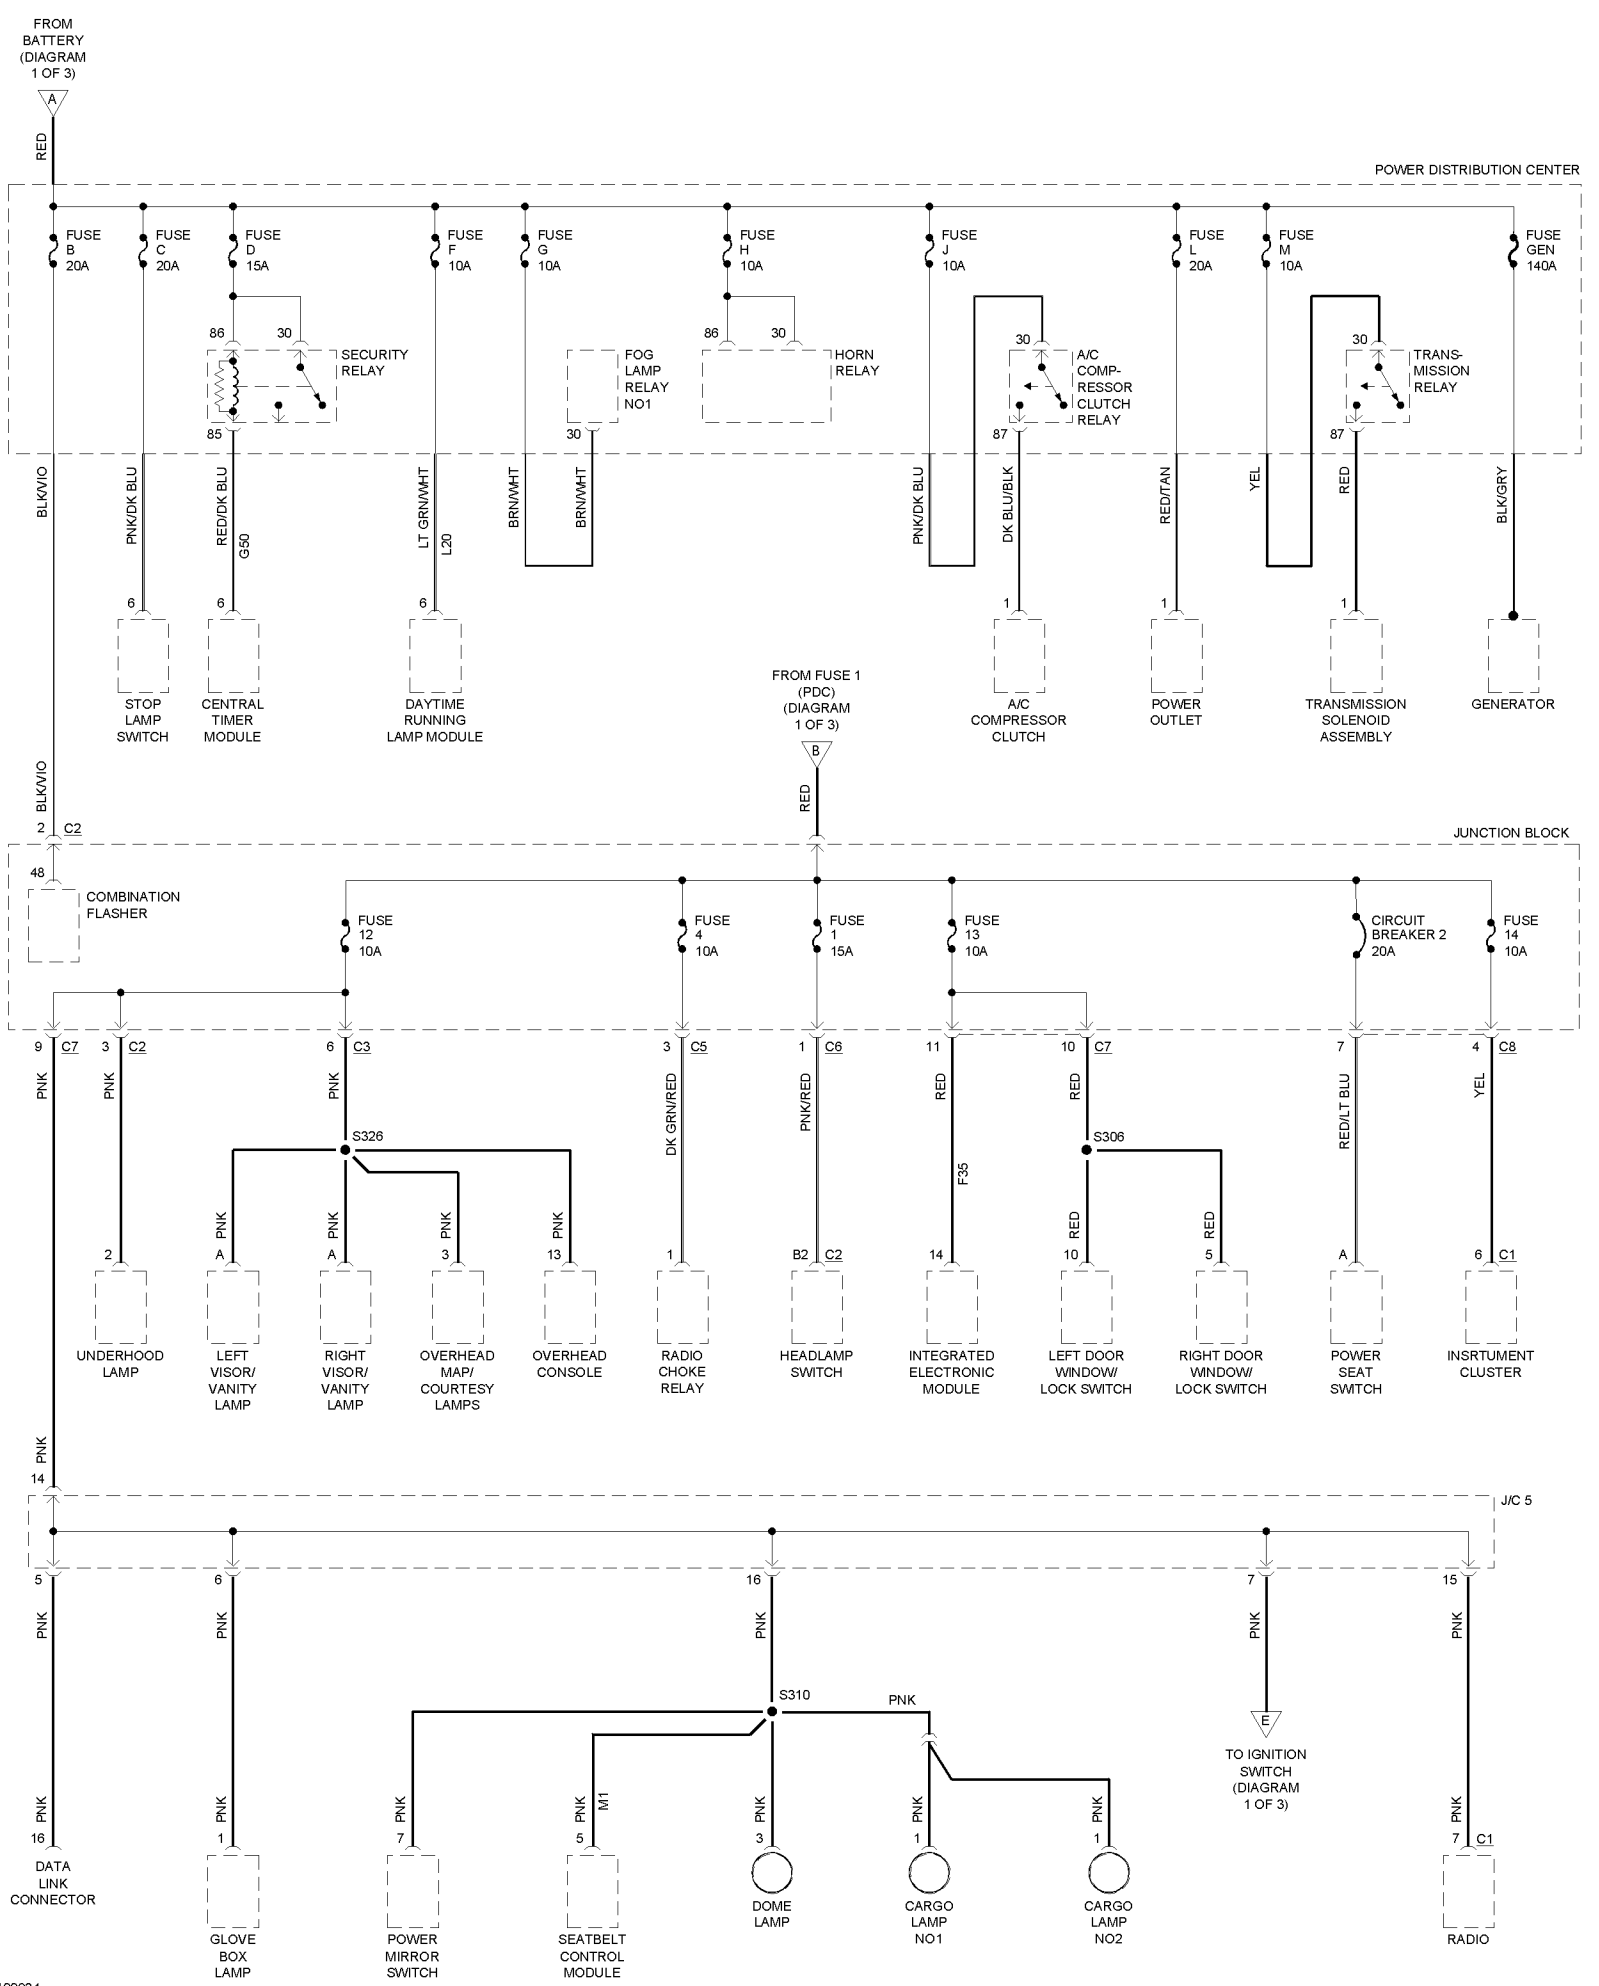 FROM
BATTERY
(DIAGRAM
1 OF 3)
A
RED
POWER DISTRIBUTION CENTER
FUSE
B
20A
FUSE
C
20A
FUSE
D
15A
FUSE
F
10A
FUSE
G
10A
FUSE
H
10A
FUSE
J
10A
FUSE
L
20A
FUSE
M
10A
FUSE
GEN
140A
86
30
SECURITY
RELAY
85
FOG
LAMP
RELAY
NO1
30
86
30
HORN
RELAY
30
A/C
COMP-
RESSOR
CLUTCH
RELAY
87
30
TRANS-
MISSION
RELAY
87
BLK/VIO
PNK/DK BLU
RED/DK BLU
G50
LT GRN/WHT
L20
BRN/WHT
BRN/WHT
PNK/DK BLU
DK BLU/BLK
RED/TAN
YEL
RED
BLK/GRY
6
6
6
1
1
1
STOP
LAMP
SWITCH
CENTRAL
TIMER
MODULE
DAYTIME
RUNNING
LAMP MODULE
A/C
COMPRESSOR
CLUTCH
POWER
OUTLET
TRANSMISSION
SOLENOID
ASSEMBLY
GENERATOR
FROM FUSE 1
(PDC)
(DIAGRAM
1 OF 3)
B
RED
BLK/VIO
2 C2
JUNCTION BLOCK
48
COMBINATION
FLASHER
FUSE
12
10A
FUSE
4
10A
FUSE
1
15A
FUSE
13
10A
CIRCUIT
BREAKER 2
20A
FUSE
14
10A
9 C7
3 C2
6 C3
3 C5
1 C6
11
10 C7
7
4 C8
PNK
PNK
PNK
DK GRN/RED
PNK/RED
RED
RED
RED/LT BLU
YEL
S326
S306
F35
PNK
PNK
PNK
PNK
RED
RED
2
A
A
3
13
1
B2 C2
14
10
5
A
6 C1
UNDERHOOD
LAMP
LEFT
VISOR/
VANITY
LAMP
RIGHT
VISOR/
VANITY
LAMP
OVERHEAD
MAP/
COURTESY
LAMPS
OVERHEAD
CONSOLE
RADIO
CHOKE
RELAY
HEADLAMP
SWITCH
INTEGRATED
ELECTRONIC
MODULE
LEFT DOOR
WINDOW/
LOCK SWITCH
RIGHT DOOR
WINDOW/
LOCK SWITCH
POWER
SEAT
SWITCH
INSRTUMENT
CLUSTER
PNK
14
J/C 5
5
6
16
7
15
PNK
PNK
PNK
PNK
PNK
S310
PNK
E
TO IGNITION
SWITCH
(DIAGRAM
1 OF 3)
PNK
PNK
PNK
PNK
M1
PNK
PNK
PNK
PNK
16
1
7
5
3
1
1
7 C1
DATA
LINK
CONNECTOR
GLOVE
BOX
LAMP
POWER
MIRROR
SWITCH
SEATBELT
CONTROL
MODULE
DOME
LAMP
CARGO
LAMP
NO1
CARGO
LAMP
NO2
RADIO